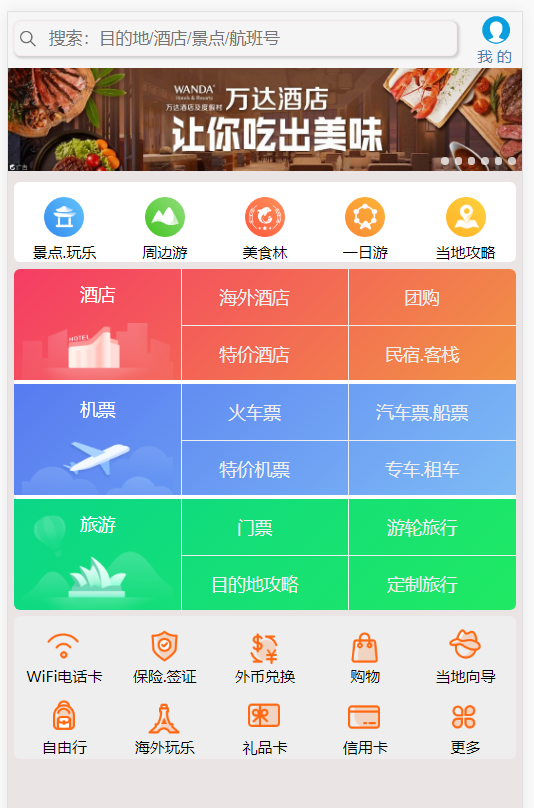 搜索：目的地/酒店/景点/航班号
我 的
WANDA
Hotels & Resorts
万达酒店及度假村
万达酒店
让你吃出美味
广告
景点.玩乐 周边游 美食林 一日游 当地攻略
酒店 海外酒店 团购
HOTEL
特价酒店 民宿.客栈
机票 火车票 汽车票.船票
特价机票 专车.租车
旅游 门票 游轮旅行
目的地攻略 定制旅行
WiFi电话卡 保险.签证 外币兑换 购物 当地向导
自由行 海外玩乐 礼品卡 信用卡 更多